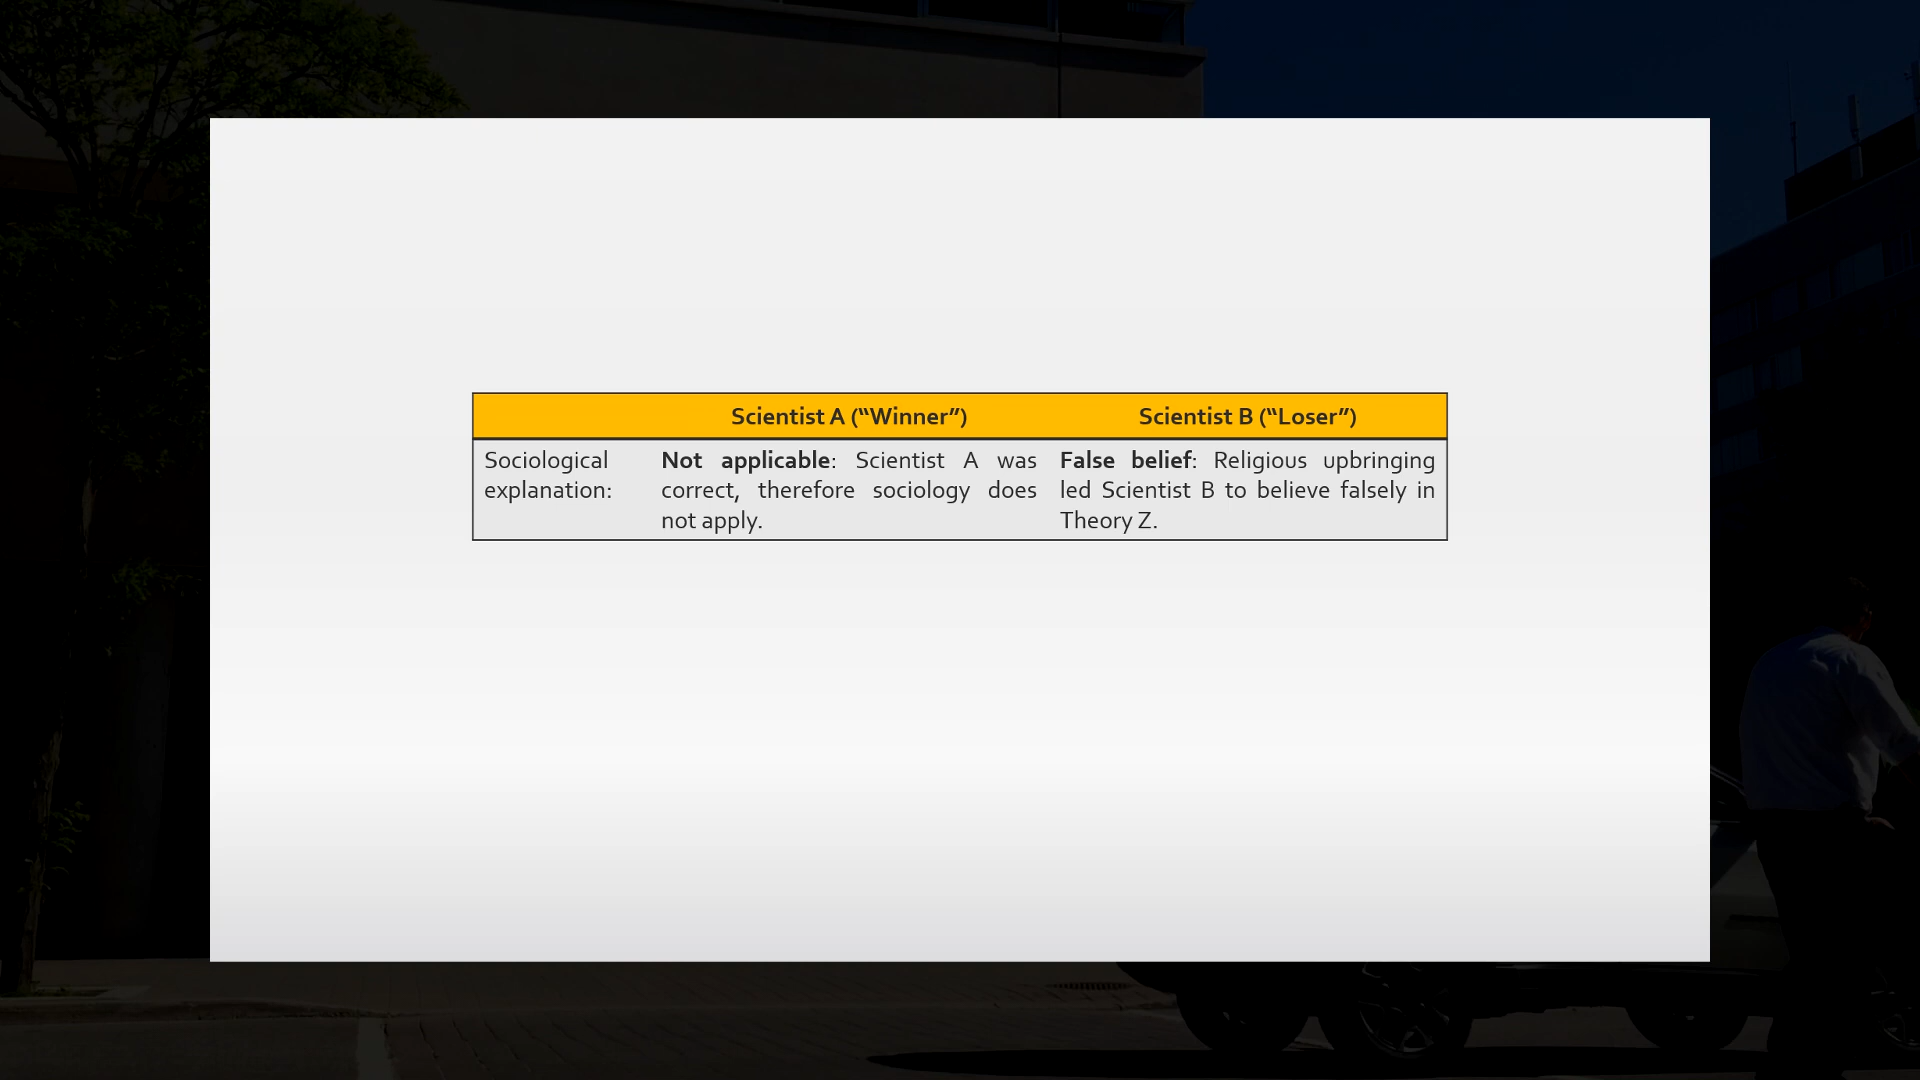 Scientist A (“Winner”) Scientist B (“Loser”)
Sociological explanation:
Not applicable: Scientist A was
correct, therefore sociology does
not apply.
False belief: Religious upbringing
led Scientist B to believe falsely in
Theory Z.